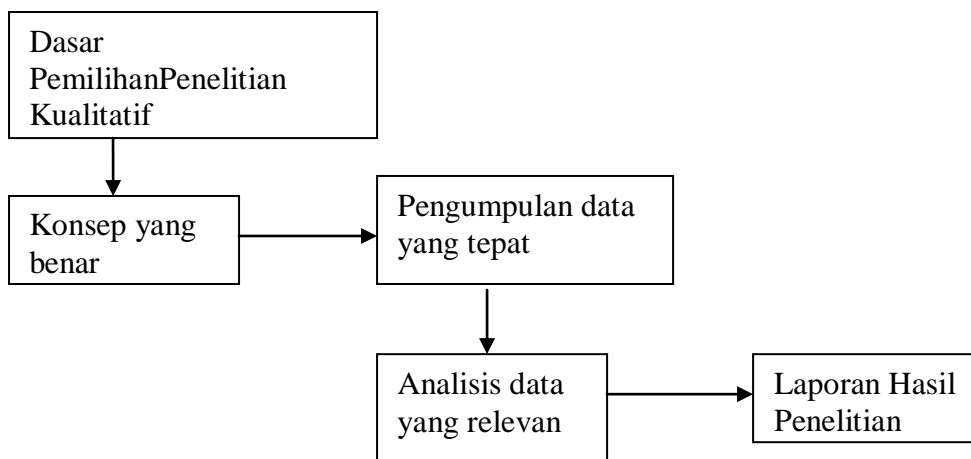 Dasar
PemilihanPenelitian
Kualitatif
Konsep yang
benar
Pengumpulan data
yang tepat
Analisis data
yang relevan
Laporan Hasil
Penelitian